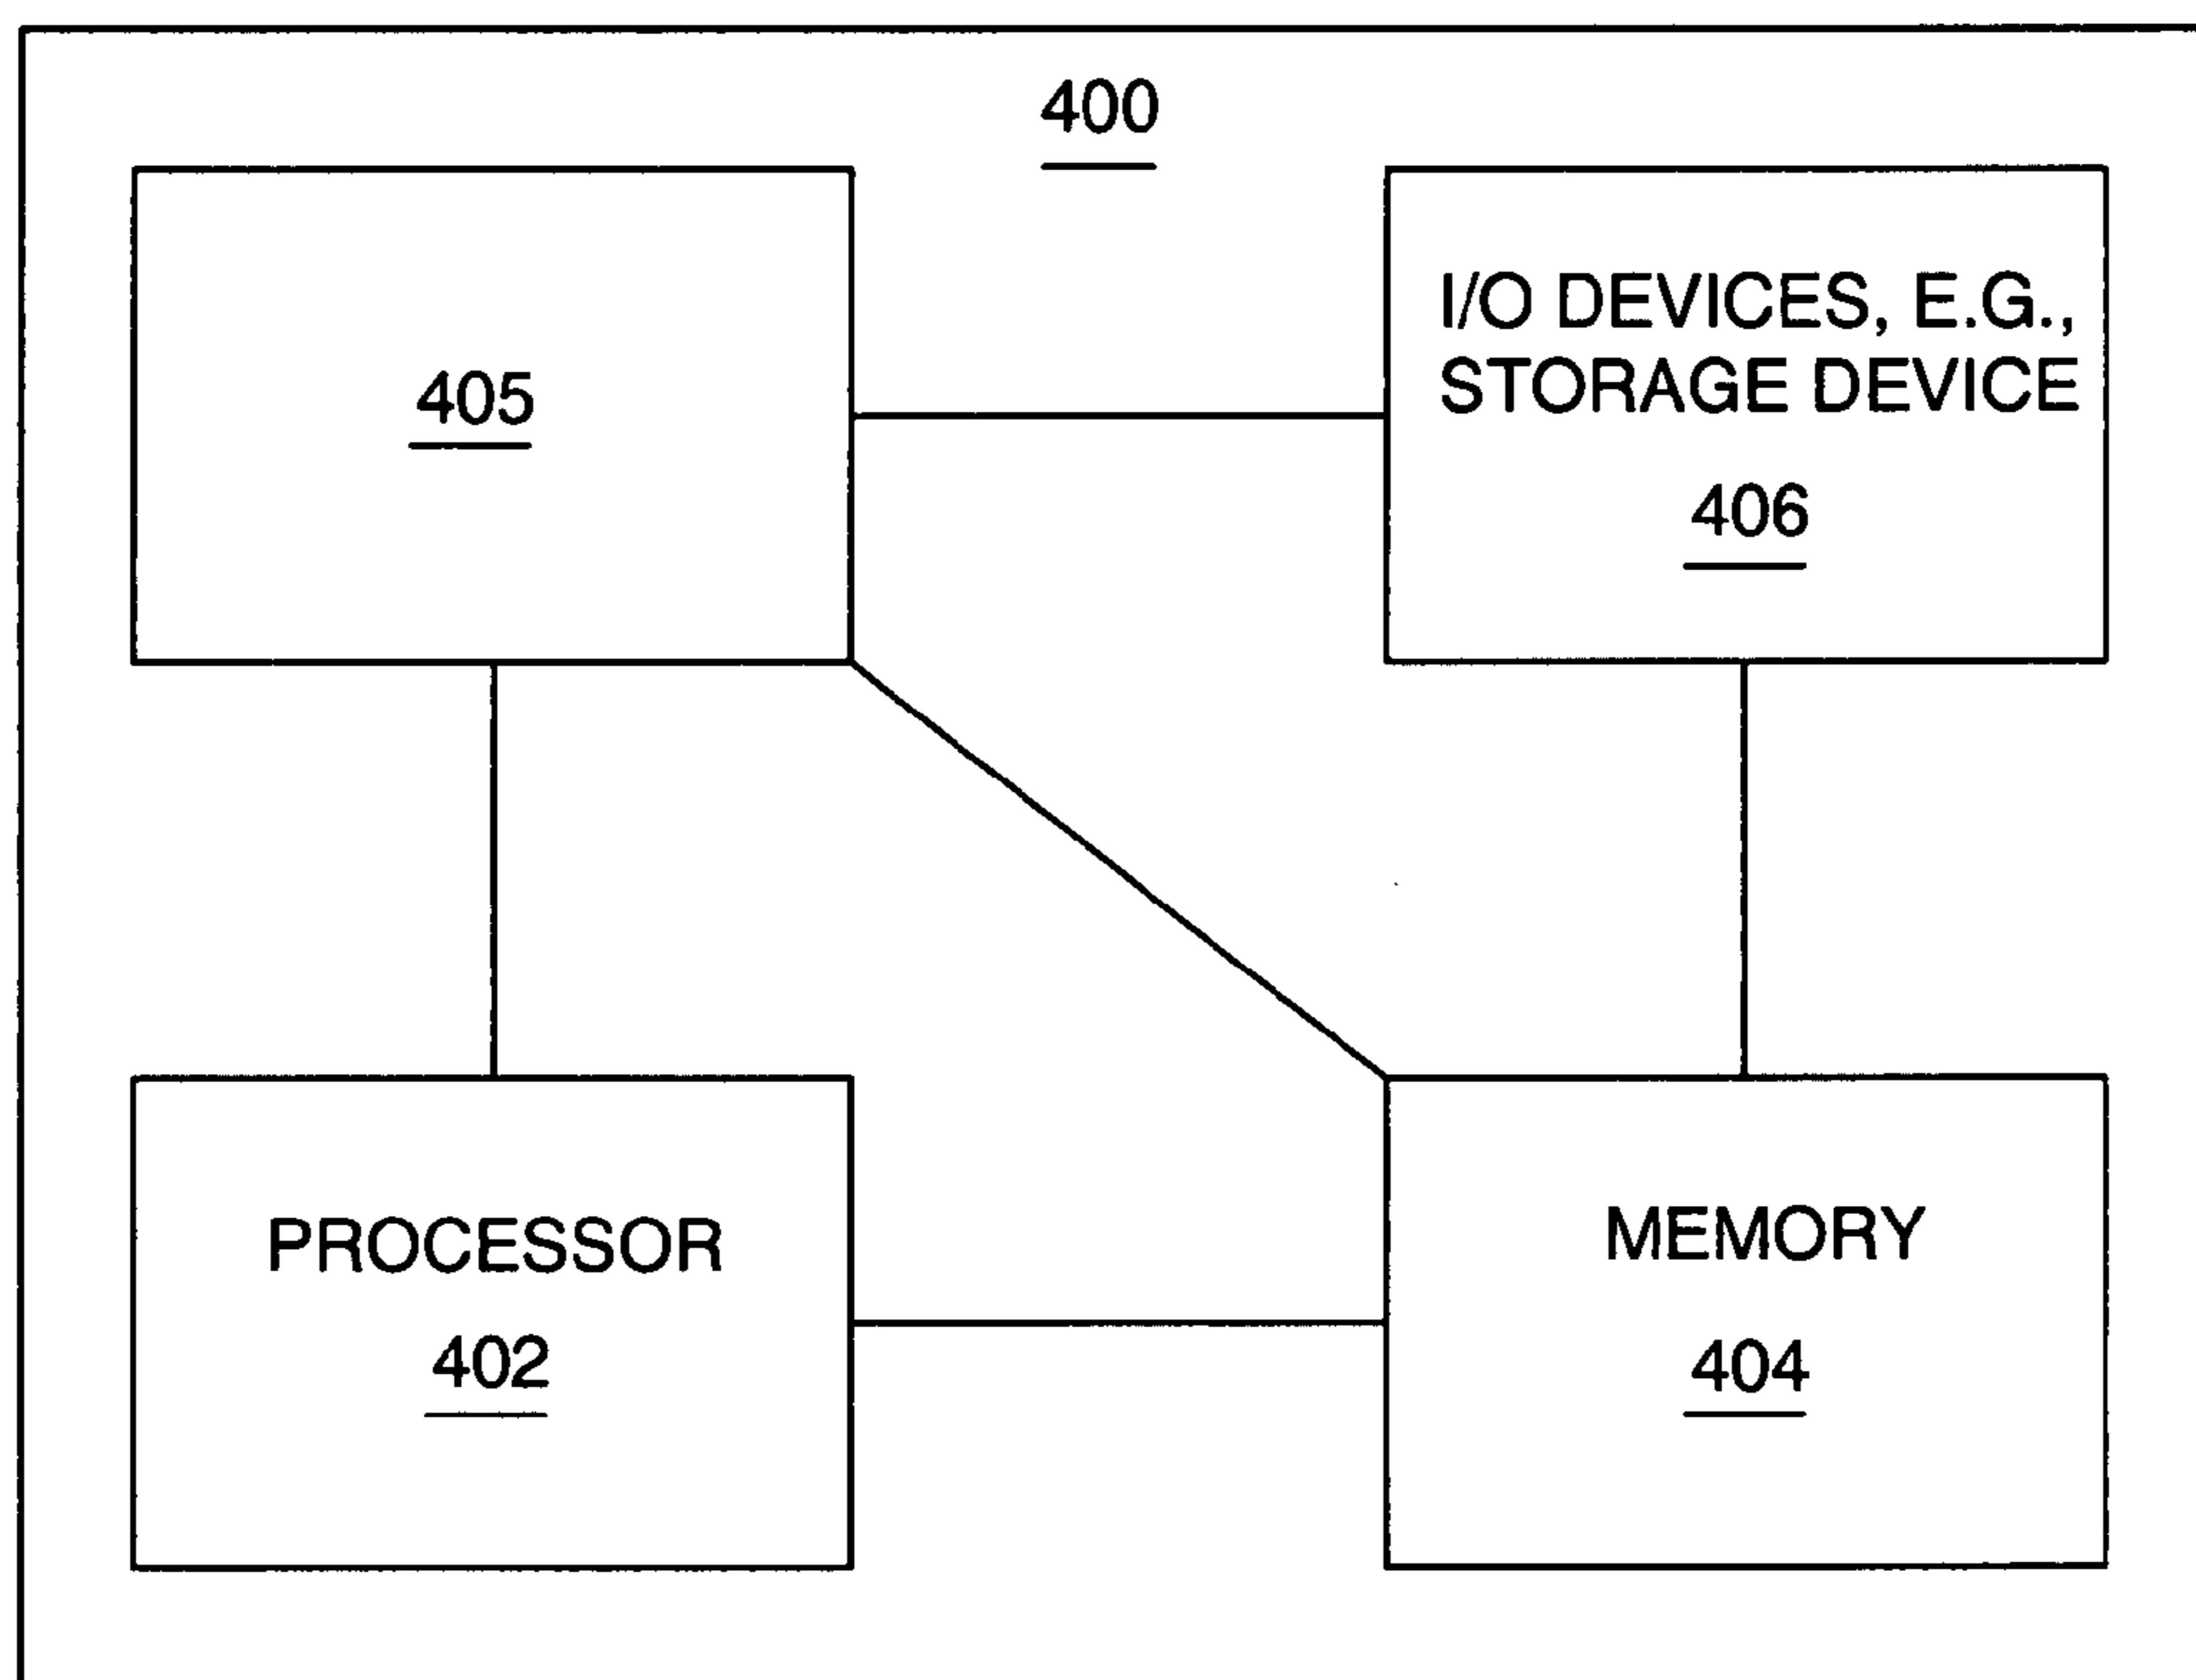 400
405
I/O DEVICES, E.G.,
STORAGE DEVICE
406
PROCESSOR
402
MEMORY
404